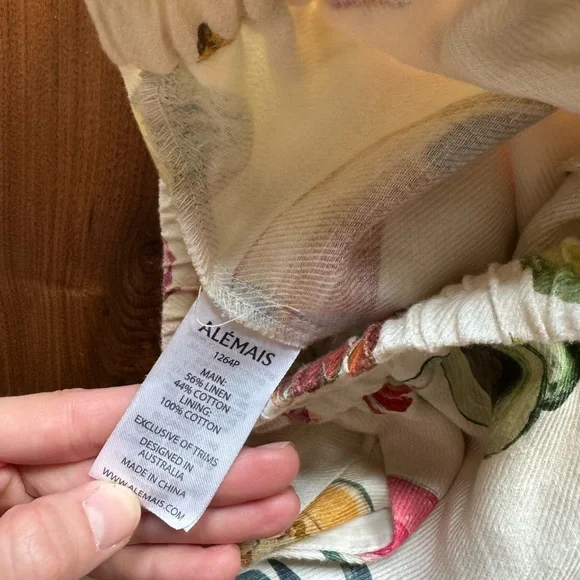 ALÉMAIS
1264P
MAIN:
56% LINEN
44% COTTON
LINING:
100% COTTON
EXCLUSIVE OF TRIMS
DESIGNED IN
AUSTRALIA
MADE IN CHINA
WWW.ALEMAIS.COM